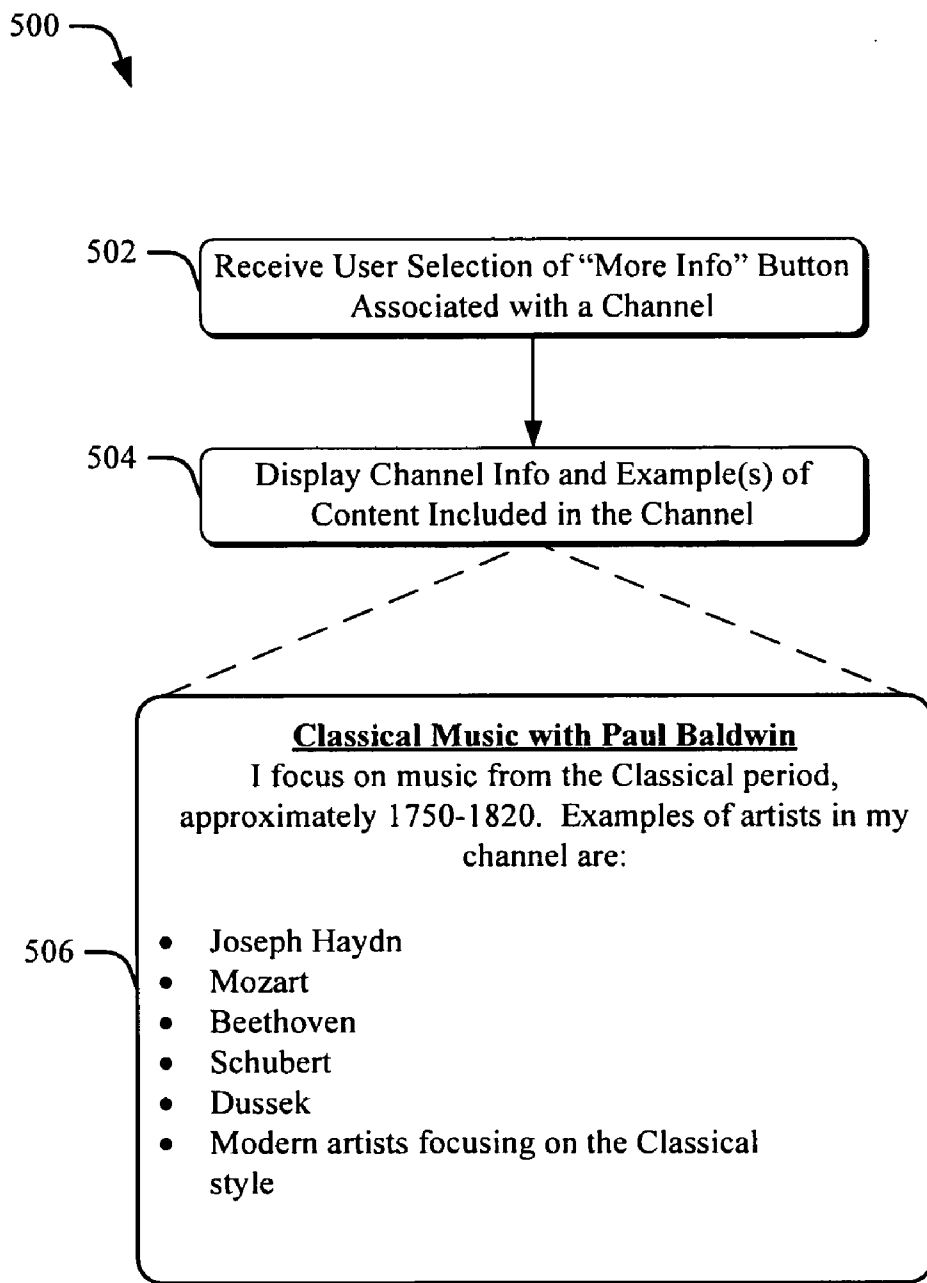 500
502
Receive User Selection of “More Info” Button
Associated with a Channel
504
Display Channel Info and Example(s) of
Content Included in the Channel
Classical Music with Paul Baldwin
I focus on music from the Classical period,
approximately 1750-1820. Examples of artists in my
channel are:
506
• Joseph Haydn
• Mozart
• Beethoven
• Schubert
• Dussek
• Modern artists focusing on the Classical
style